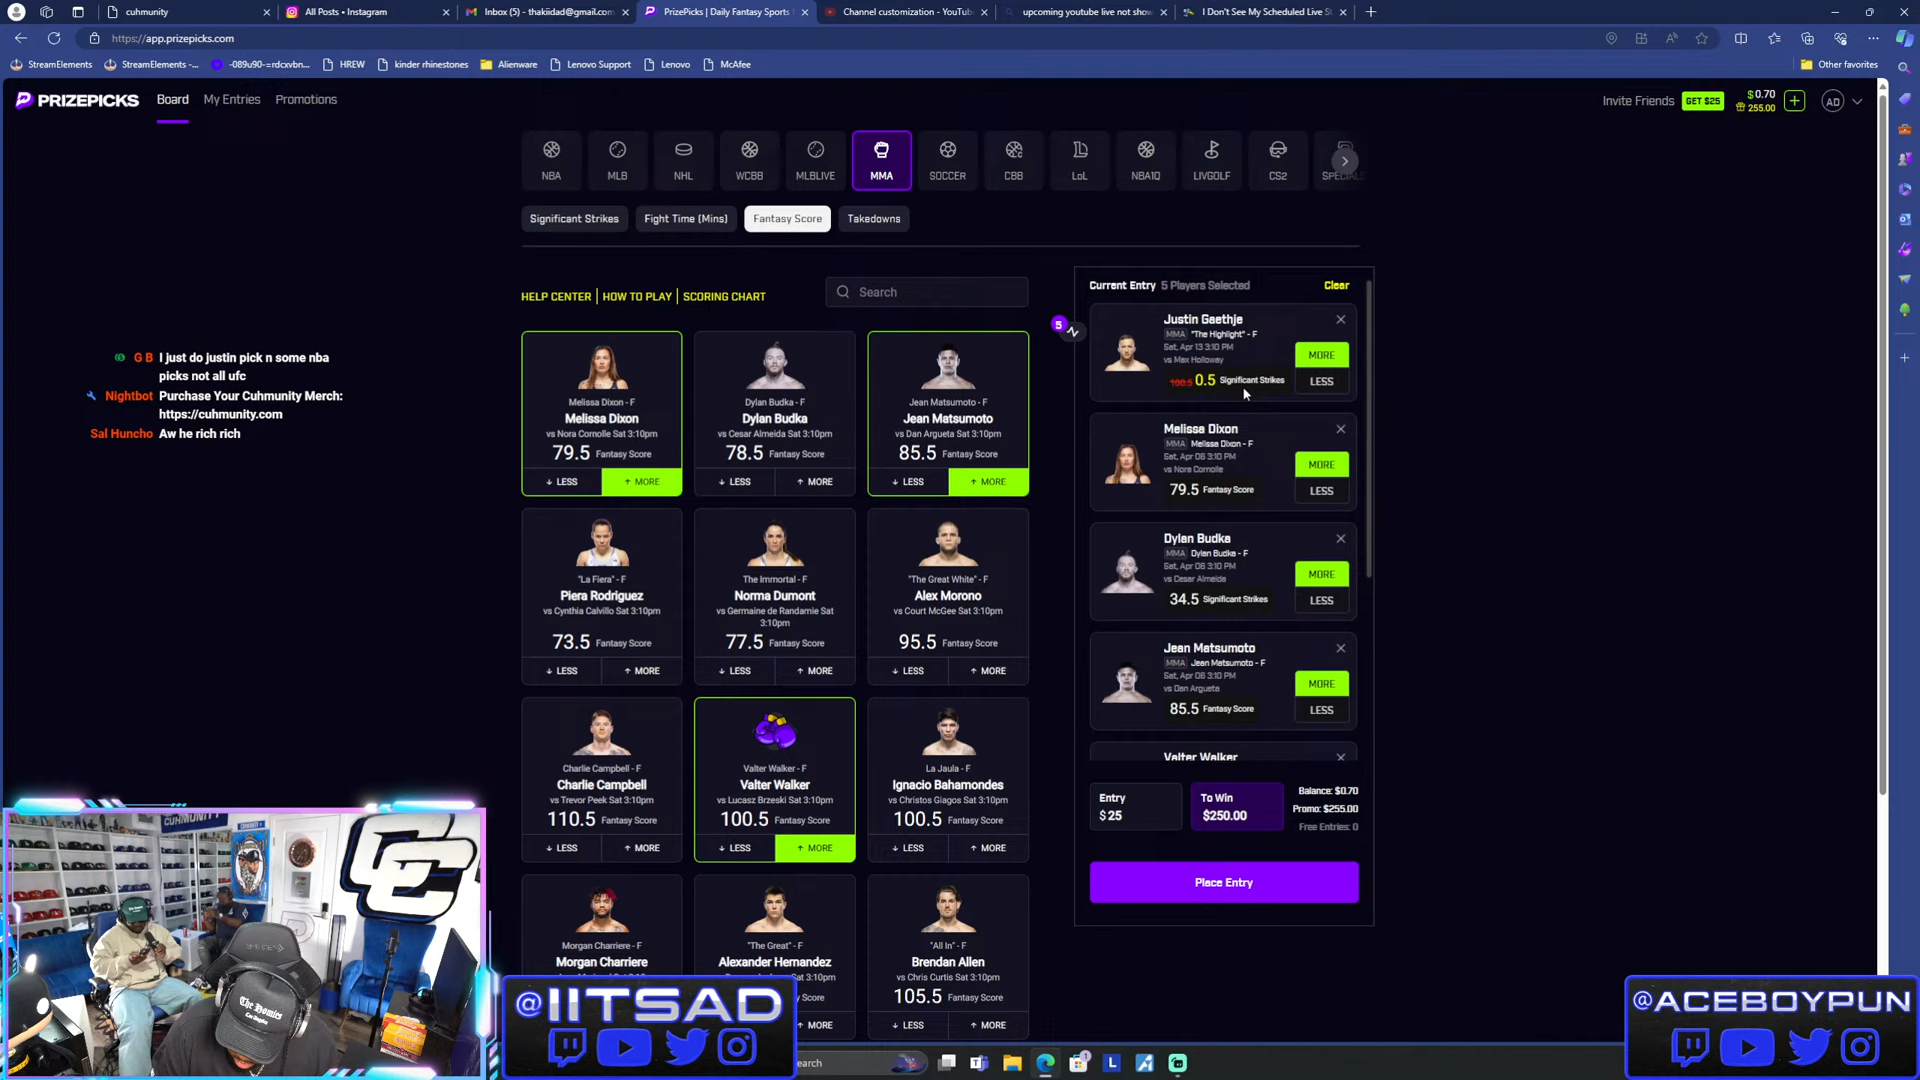 cuhmunity
All Posts • Instagram
Inbox (5) - thakiidad@gmail.com
PrizePicks | Daily Fantasy Sports
Channel customization - YouTub
upcoming youtube live not show
I Don't See My Scheduled Live St
https://app.prizepicks.com
StreamElements
StreamElements -...
-089u90-=rdcxvbn...
HREW
kinder rhinestones
Alienware
Lenovo Support
Lenovo
McAfee
Other favorites
PRIZEPICKS
Board
My Entries
Promotions
Invite Friends
GET $25
$0.70
255.00
AD
NBA
MLB
NHL
WCBB
MLBLIVE
MMA
SOCCER
CBB
LoL
NBA1Q
LIVGOLF
CS2
SPECIALS
Significant Strikes
Fight Time (Mins)
Fantasy Score
Takedowns
HELP CENTER | HOW TO PLAY | SCORING CHART
Search
Melissa Dixon - F
Melissa Dixon
vs Nora Cornolle Sat 3:10pm
79.5 Fantasy Score
↓ LESS
↑ MORE
Dylan Budka - F
Dylan Budka
vs Cesar Almeida Sat 3:10pm
78.5 Fantasy Score
↓ LESS
↑ MORE
Jean Matsumoto - F
Jean Matsumoto
vs Dan Argueta Sat 3:10pm
85.5 Fantasy Score
↓ LESS
↑ MORE
"La Fiera" - F
Piera Rodriguez
vs Cynthia Calvillo Sat 3:10pm
73.5 Fantasy Score
↓ LESS
↑ MORE
The Immortal - F
Norma Dumont
vs Germaine de Randamie Sat
3:10pm
77.5 Fantasy Score
↓ LESS
↑ MORE
"The Great White" - F
Alex Morono
vs Court McGee Sat 3:10pm
95.5 Fantasy Score
↓ LESS
↑ MORE
Charlie Campbell - F
Charlie Campbell
vs Trevor Peek Sat 3:10pm
110.5 Fantasy Score
↓ LESS
↑ MORE
Valter Walker - F
Valter Walker
vs Lucasz Brzeski Sat 3:10pm
100.5 Fantasy Score
↓ LESS
↑ MORE
La Jaula - F
Ignacio Bahamondes
vs Christos Giagos Sat 3:10pm
100.5 Fantasy Score
↓ LESS
↑ MORE
Morgan Charriere - F
Morgan Charriere
"The Great" - F
Alexander Hernandez
Fantasy Score
↑ MORE
"All In" - F
Brendan Allen
vs Chris Curtis Sat 3:10pm
105.5 Fantasy Score
↓ LESS
↑ MORE
5
Current Entry 5 Players Selected
Clear
Justin Gaethje
MMA "The Highlight" - F
Sat, Apr 13 3:10 PM
vs Max Holloway
100.5 0.5 Significant Strikes
MORE
LESS
Melissa Dixon
MMA Melissa Dixon - F
Sat, Apr 06 3:10 PM
vs Nora Cornolle
79.5 Fantasy Score
MORE
LESS
Dylan Budka
MMA Dylan Budka - F
Sat, Apr 06 3:10 PM
vs Cesar Almeida
34.5 Significant Strikes
MORE
LESS
Jean Matsumoto
MMA Jean Matsumoto - F
Sat, Apr 06 3:10 PM
vs Dan Argueta
85.5 Fantasy Score
MORE
LESS
Valter Walker
Entry
$ 25
To Win
$250.00
Balance: $0.70
Promo: $255.00
Free Entries: 0
Place Entry
G B I just do justin pick n some nba
picks not all ufc
Nightbot Purchase Your Cuhmunity Merch:
https://cuhmunity.com
Sal Huncho Aw he rich rich
CUHMUNITY
CC
The Homies
Los Angeles
@IITSAD
@ACEBOYPUN
earch